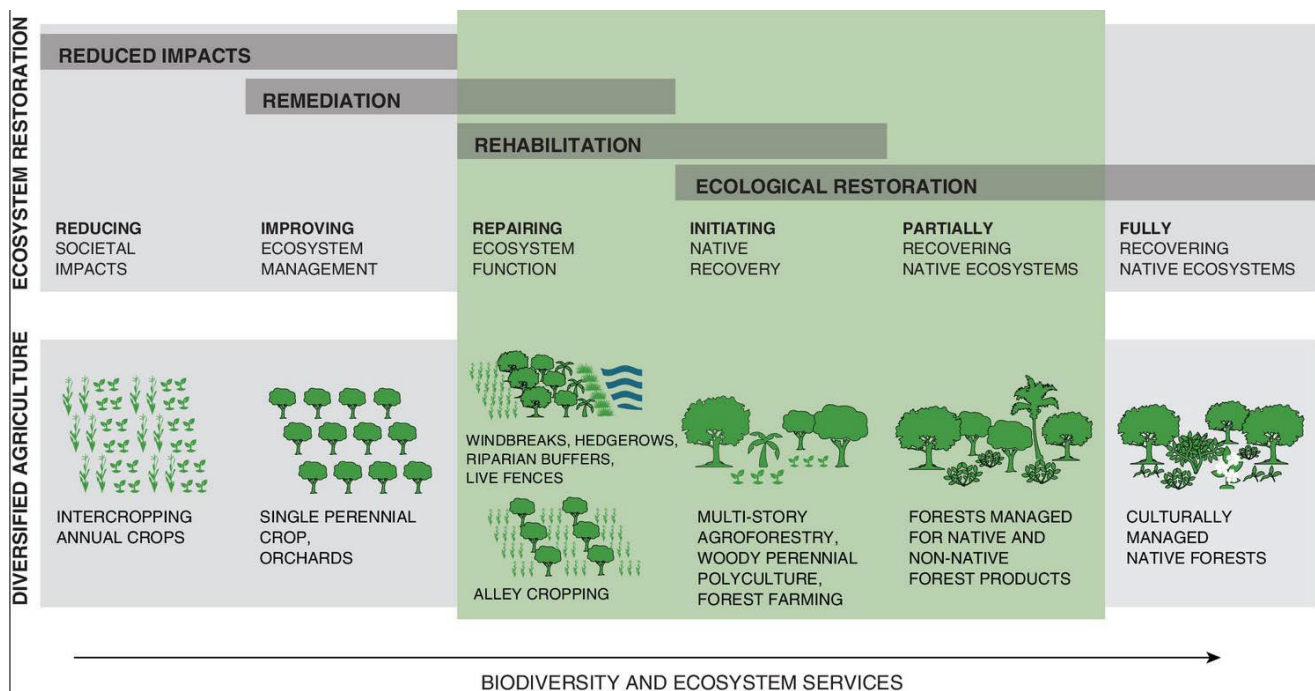 ECOSYSTEM RESTORATION
REDUCED IMPACTS
REMEDIATION
REHABILITATION
ECOLOGICAL RESTORATION
REDUCING
SOCIETAL
IMPACTS
IMPROVING
ECOSYSTEM
MANAGEMENT
REPAIRING
ECOSYSTEM
FUNCTION
INITIATING
NATIVE
RECOVERY
PARTIALLY
RECOVERING
NATIVE ECOSYSTEMS
FULLY
RECOVERING
NATIVE ECOSYSTEMS
DIVERSIFIED AGRICULTURE
INTERCROPPING
ANNUAL CROPS
SINGLE PERENNIAL
CROP,
ORCHARDS
WINDBREAKS, HEDGEROWS,
RIPARIAN BUFFERS,
LIVE FENCES
ALLEY CROPPING
MULTI-STORY
AGROFORESTRY,
WOODY PERENNIAL
POLYCULTURE,
FOREST FARMING
FORESTS MANAGED
FOR NATIVE AND
NON-NATIVE
FOREST PRODUCTS
CULTURALLY
MANAGED
NATIVE FORESTS
BIODIVERSITY AND ECOSYSTEM SERVICES